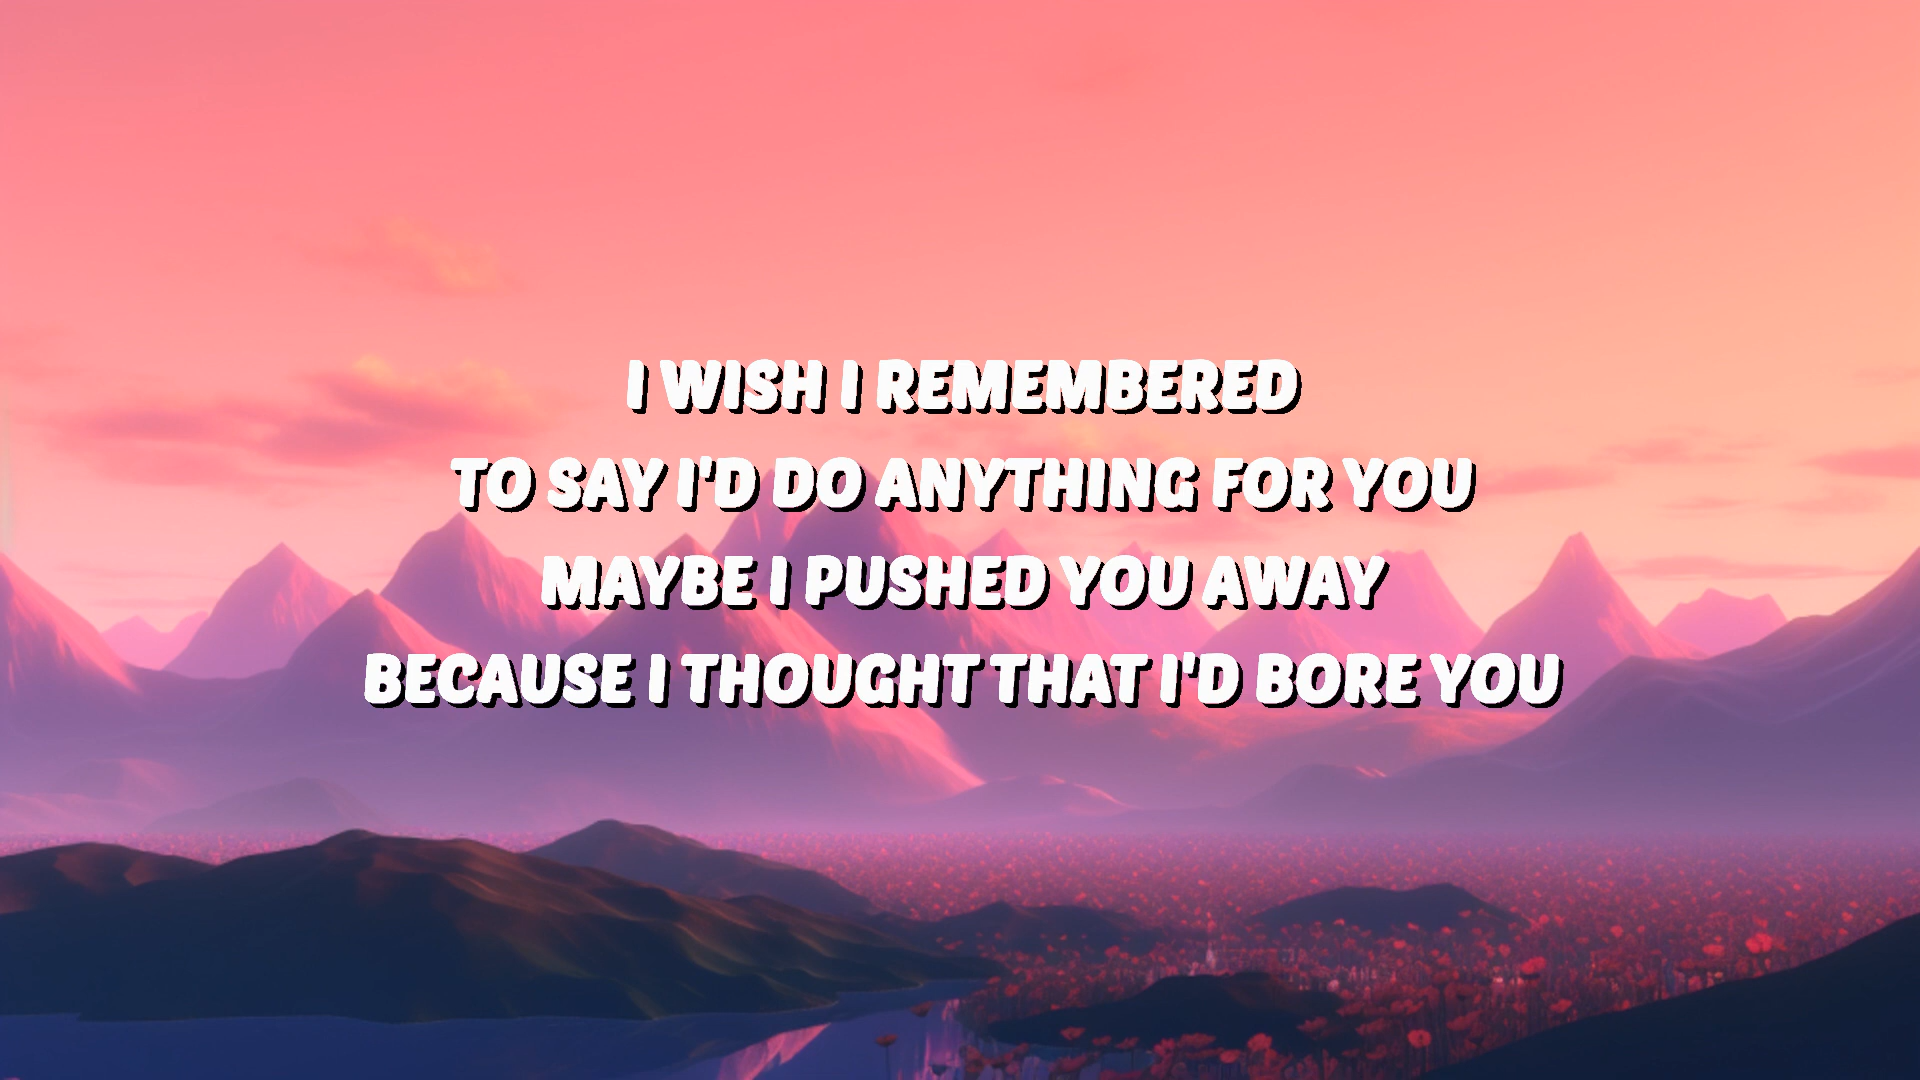 I WISH I REMEMBERED
TO SAY I'D DO ANYTHING FOR YOU
MAYBE I PUSHED YOU AWAY
BECAUSE I THOUGHT THAT I'D BORE YOU